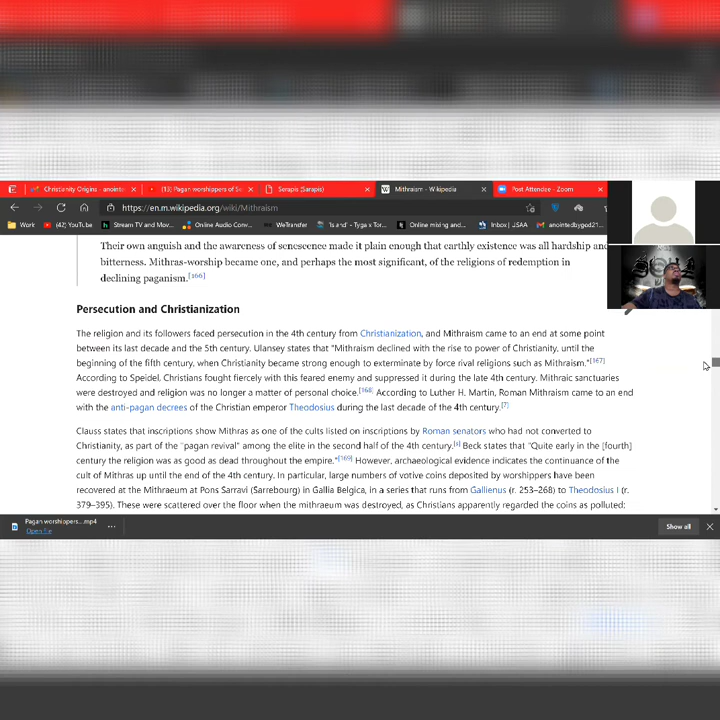 Christianity Origins - anointe
(13) Pagan worshippers of Se
Serapis (Sarapis)
Mithraism - Wikipedia
Post Attendee - Zoom
https://en.m.wikipedia.org/wiki/Mithraism
Work
(42) YouTube
Stream TV and Mov...
Online Audio Conv...
WeTransfer
'1s and' - Tyga x Tor...
Online mixing and...
Inbox | JSAA
anointedbygod21...
Their own anguish and the awareness of senescence made it plain enough that earthly existence was all hardship and
bitterness. Mithras-worship became one, and perhaps the most significant, of the religions of redemption in
declining paganism.[166]
Persecution and Christianization
The religion and its followers faced persecution in the 4th century from Christianization, and Mithraism came to an end at some point
between its last decade and the 5th century. Ulansey states that "Mithraism declined with the rise to power of Christianity, until the
beginning of the fifth century, when Christianity became strong enough to exterminate by force rival religions such as Mithraism."[167]
According to Speidel, Christians fought fiercely with this feared enemy and suppressed it during the late 4th century. Mithraic sanctuaries
were destroyed and religion was no longer a matter of personal choice.[168] According to Luther H. Martin, Roman Mithraism came to an end
with the anti-pagan decrees of the Christian emperor Theodosius during the last decade of the 4th century.[7]
Clauss states that inscriptions show Mithras as one of the cults listed on inscriptions by Roman senators who had not converted to
Christianity, as part of the "pagan revival" among the elite in the second half of the 4th century.[s] Beck states that "Quite early in the [fourth]
century the religion was as good as dead throughout the empire."[169] However, archaeological evidence indicates the continuance of the
cult of Mithras up until the end of the 4th century. In particular, large numbers of votive coins deposited by worshippers have been
recovered at the Mithraeum at Pons Sarravi (Sarrebourg) in Gallia Belgica, in a series that runs from Gallienus (r. 253–268) to Theodosius I (r.
379–395). These were scattered over the floor when the mithraeum was destroyed, as Christians apparently regarded the coins as polluted;
Pagan worshippers....mp4
Open file
Show all